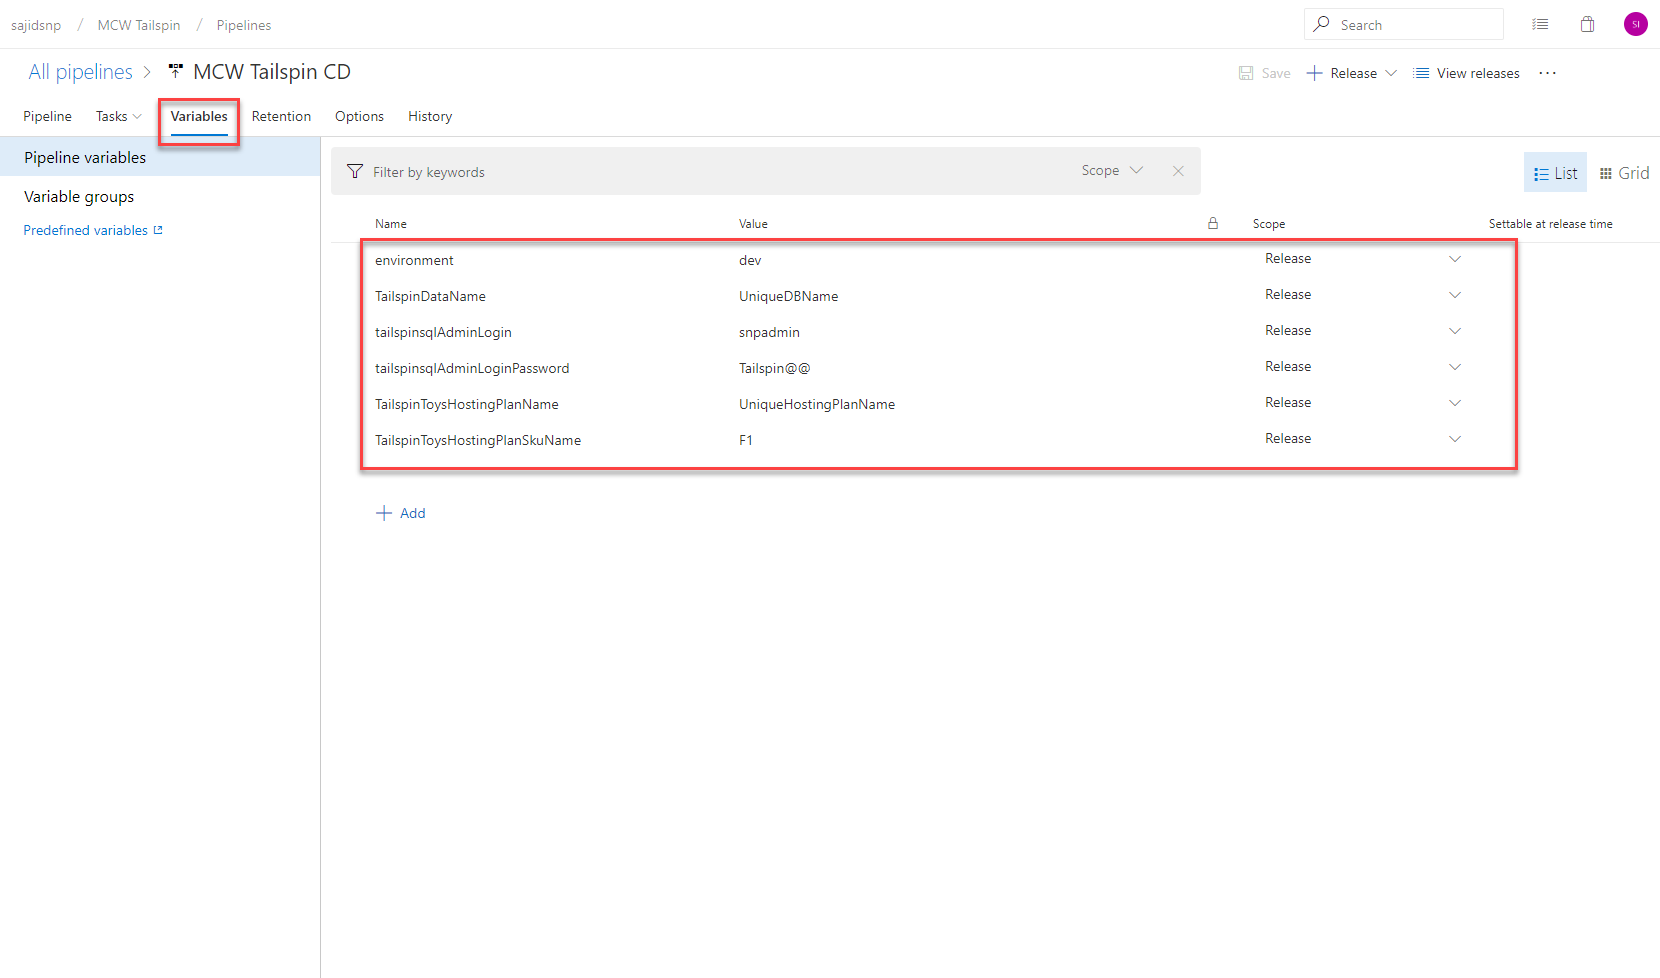 sajidsnp / MCW Tailspin / Pipelines
Search
SI
All pipelines > MCW Tailspin CD
Save
Release
View releases
...
Pipeline Tasks Variables Retention Options History
Pipeline variables
Variable groups
Predefined variables
Filter by keywords
Scope
List
Grid
Name Value Scope Settable at release time
environment dev Release
TailspinDataName UniqueDBName Release
tailspinsqlAdminLogin snpadmin Release
tailspinsqlAdminLoginPassword Tailspin@@ Release
TailspinToysHostingPlanName UniqueHostingPlanName Release
TailspinToysHostingPlanSkuName F1 Release
+ Add